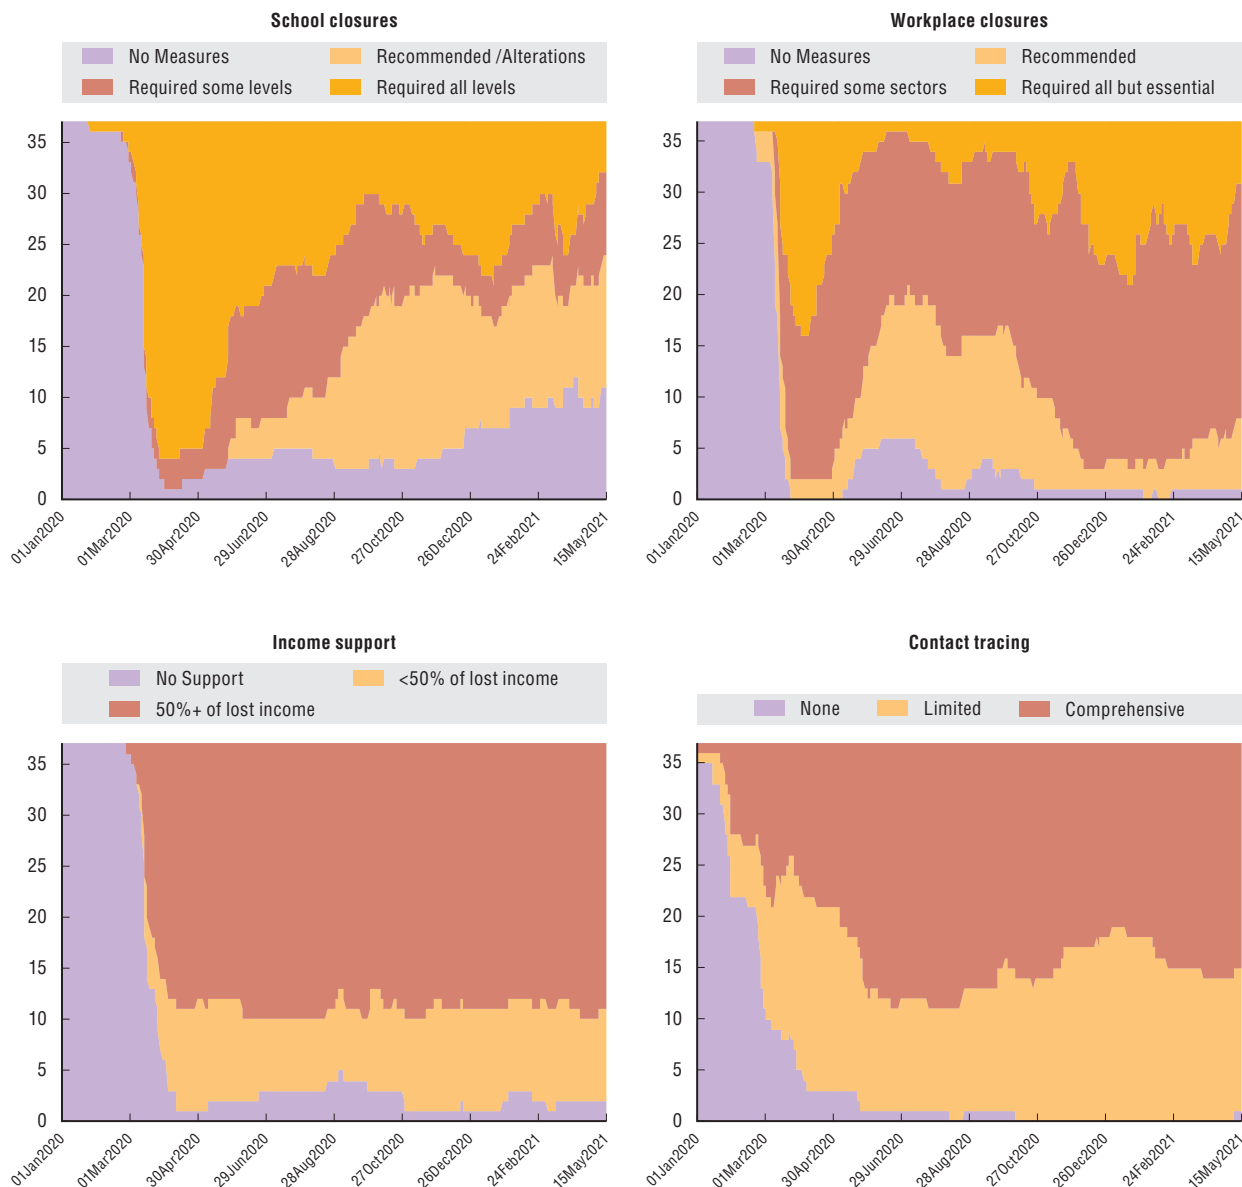 School closures
No Measures
Recommended /Alterations
Required some levels
Required all levels
35
30
25
20
15
10
5
0
01Jan2020
01Mar2020
30Apr2020
29Jun2020
28Aug2020
27Oct2020
26Dec2020
24Feb2021
15May2021
Workplace closures
No Measures
Recommended
Required some sectors
Required all but essential
35
30
25
20
15
10
5
0
01Jan2020
01Mar2020
30Apr2020
29Jun2020
28Aug2020
27Oct2020
26Dec2020
24Feb2021
15May2021
Income support
No Support
<50% of lost income
50%+ of lost income
35
30
25
20
15
10
5
0
01Jan2020
01Mar2020
30Apr2020
29Jun2020
28Aug2020
27Oct2020
26Dec2020
24Feb2021
15May2021
Contact tracing
None
Limited
Comprehensive
35
30
25
20
15
10
5
0
01Jan2020
01Mar2020
30Apr2020
29Jun2020
28Aug2020
27Oct2020
26Dec2020
24Feb2021
15May2021